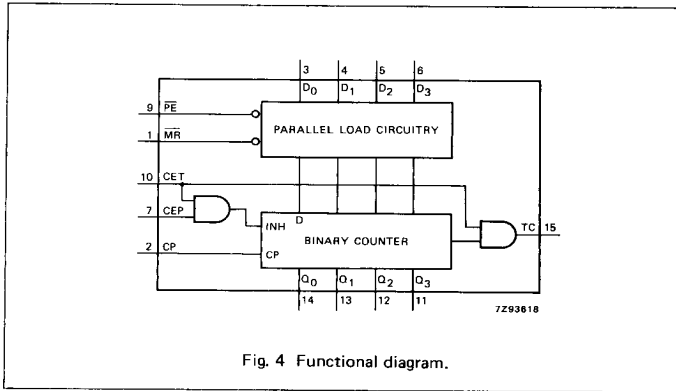 3 4 5 6
D0 D1 D2 D3
9 PE
PARALLEL LOAD CIRCUITRY
1 MR
10 CET
7 CEP
D
INH
BINARY COUNTER
TC 15
2 CP
CP
Q0 Q1 Q2 Q3
14 13 12 11
7Z93618
Fig. 4 Functional diagram.